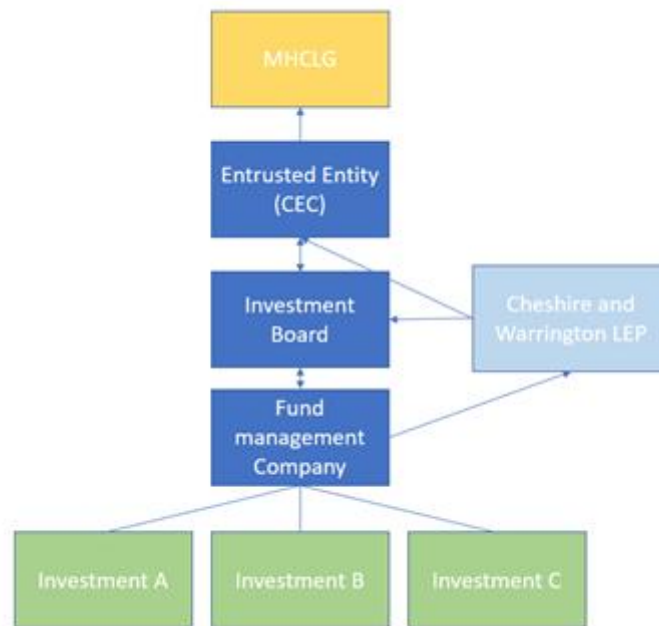 MHCLG
Entrusted Entity
(CEC)
Investment
Board
Cheshire and
Warrington LEP
Fund
management
Company
Investment A
Investment B
Investment C